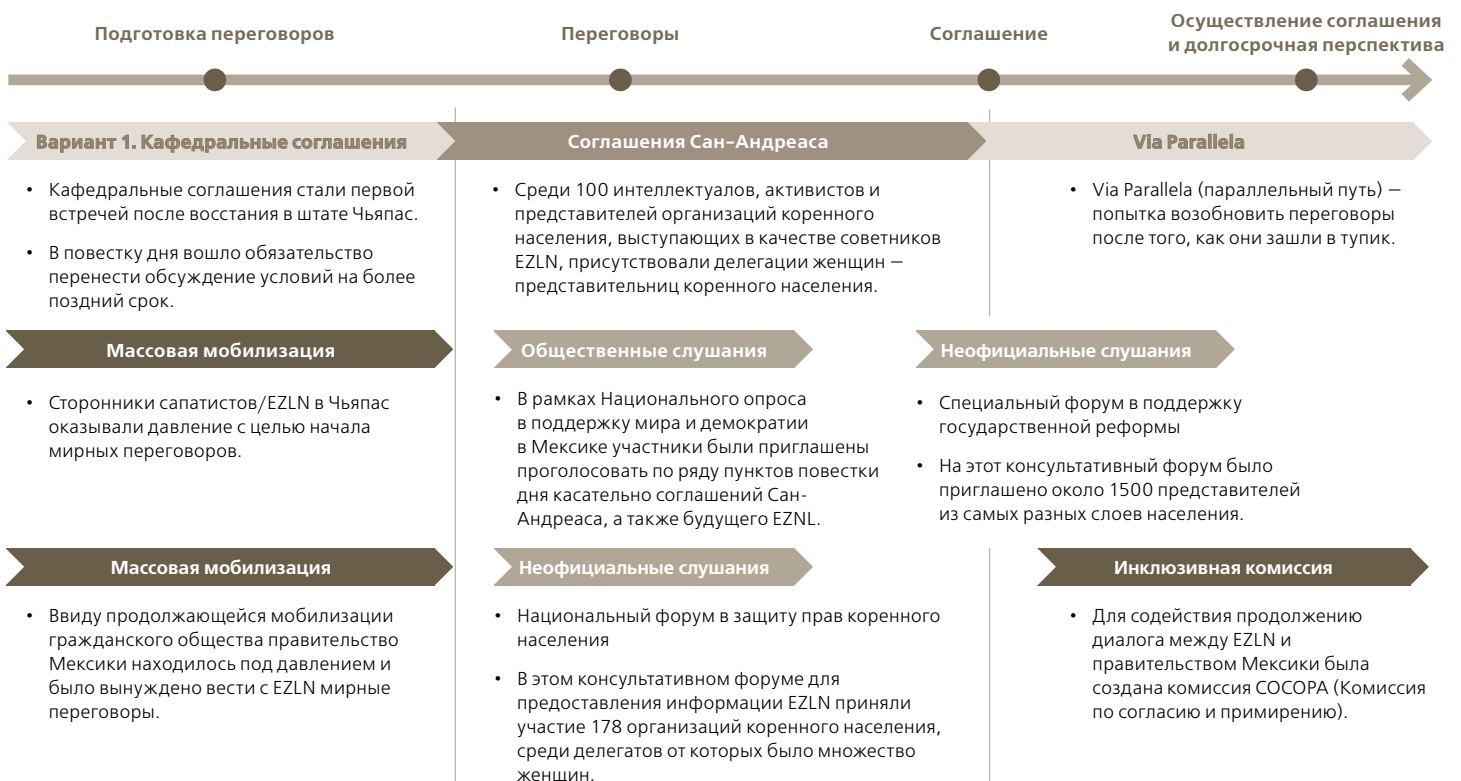 Подготовка переговоров
Переговоры
Соглашение
Осуществление соглашения
и долгосрочная перспектива
Вариант 1. Кафедральные соглашения
Соглашения Сан–Андреаса
Via Parallela
• Кафедральные соглашения стали первой
встречей после восстания в штате Чьяпас.
• В повестку дня вошло обязательство
перенести обсуждение условий на более
поздний срок.
• Среди 100 интеллектуалов, активистов и
представителей организаций коренного
населения, выступающих в качестве советников
EZLN, присутствовали делегации женщин —
представительниц коренного населения.
• Via Parallela (параллельный путь) —
попытка возобновить переговоры
после того, как они зашли в тупик.
Массовая мобилизация
Общественные слушания
Неофициальные слушания
• Сторонники сапатистов/EZLN в Чьяпас
оказывали давление с целью начала
мирных переговоров.
• В рамках Национального опроса
в поддержку мира и демократии
в Мексике участники были приглашены
проголосовать по ряду пунктов повестки
дня касательно соглашений Сан-
Андреаса, а также будущего EZNL.
• Специальный форум в поддержку
государственной реформы
• На этот консультативный форум было
приглашено около 1500 представителей
из самых разных слоев населения.
Массовая мобилизация
Неофициальные слушания
Инклюзивная комиссия
• Ввиду продолжающейся мобилизации
гражданского общества правительство
Мексики находилось под давлением и
было вынуждено вести с EZLN мирные
переговоры.
• Национальный форум в защиту прав коренного
населения
• В этом консультативном форуме для
предоставления информации EZLN приняли
участие 178 организаций коренного населения,
среди делегатов от которых было множество
женщин.
• Для содействия продолжению
диалога между EZLN и
правительством Мексики была
создана комиссия COCOPA (Комиссия
по согласию и примирению).